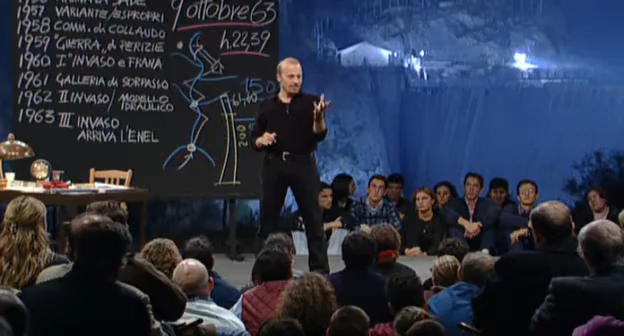 1957 VARIANTE/ESPROPRI
1958 COMM. di COLLAUDO
1959 "GUERRA" di PERIZIE
1960 I° INVASO e FRANA
1961 GALLERIA di SORPASSO
1962 II INVASO/MODELLO
IDRAULICO
1963 III INVASO
ARRIVA L'ENEL
9 ottobre 63
h.22,39
150
200